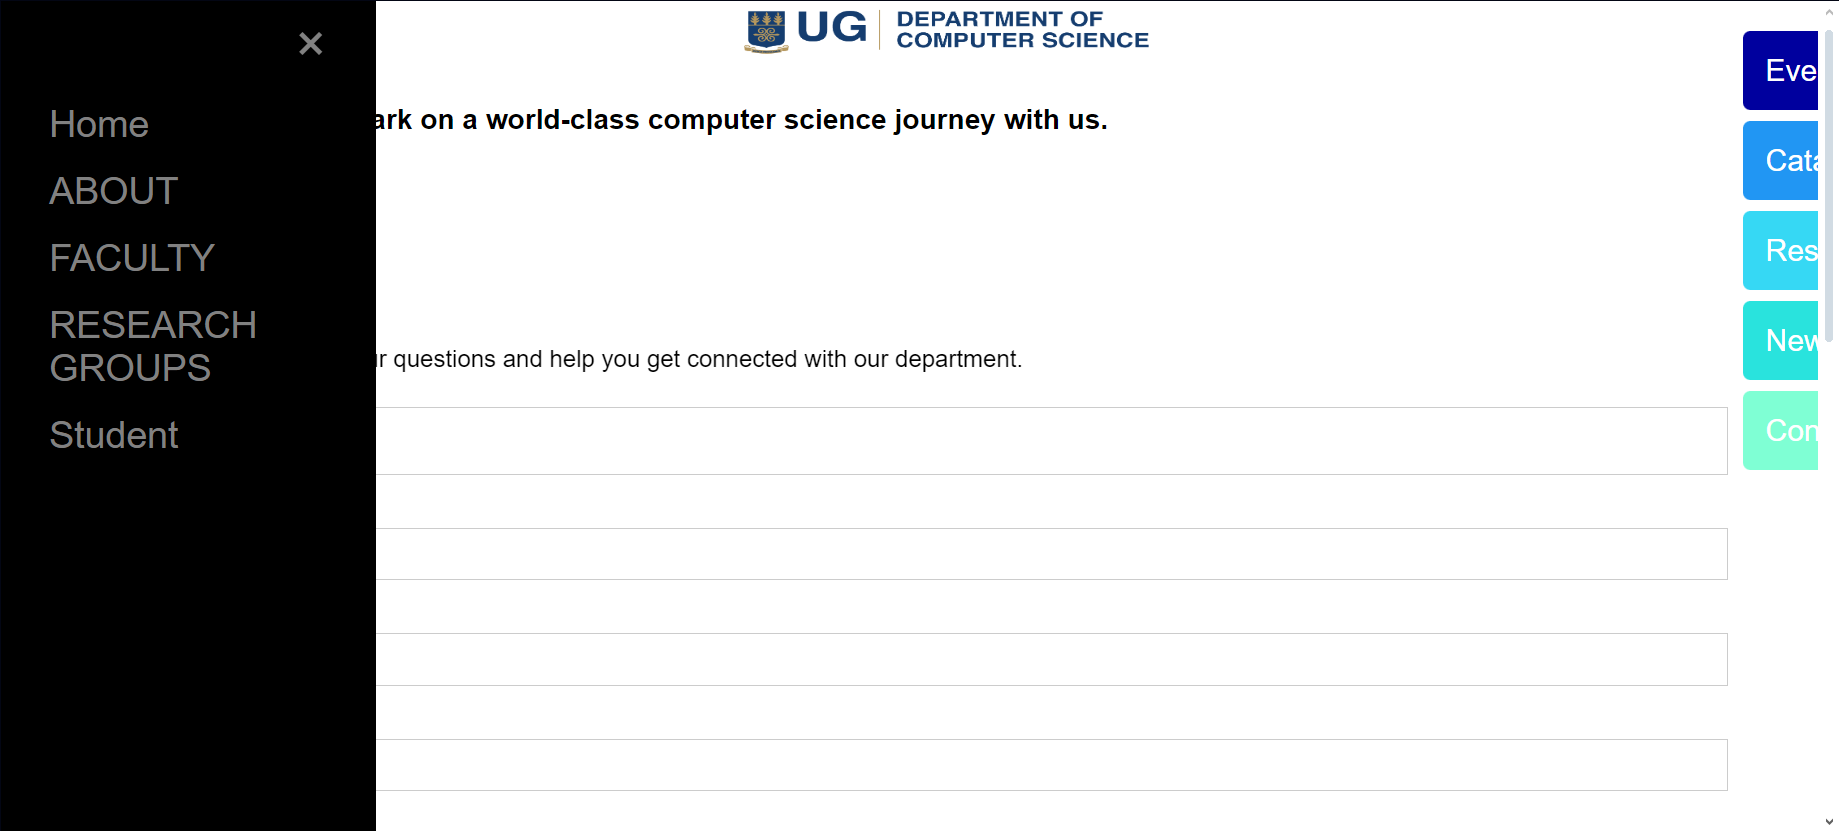 ×
Home
ABOUT
FACULTY
RESEARCH
GROUPS
Student
UG
DEPARTMENT OF
COMPUTER SCIENCE
ark on a world-class computer science journey with us.
r questions and help you get connected with our department.
Eve
Cata
Res
New
Con